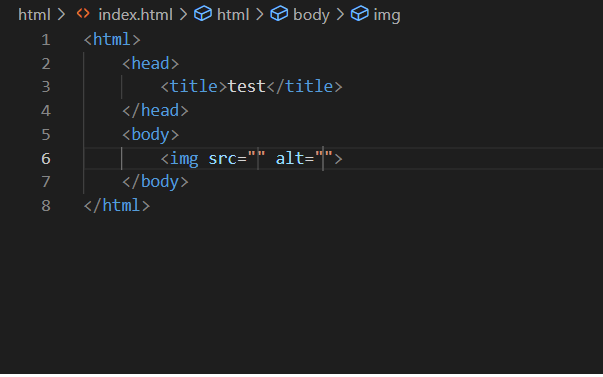 html > index.html > html > body > img
1 <html>
2 <head>
3 <title>test</title>
4 </head>
5 <body>
6 <img src="" alt="">
7 </body>
8 </html>